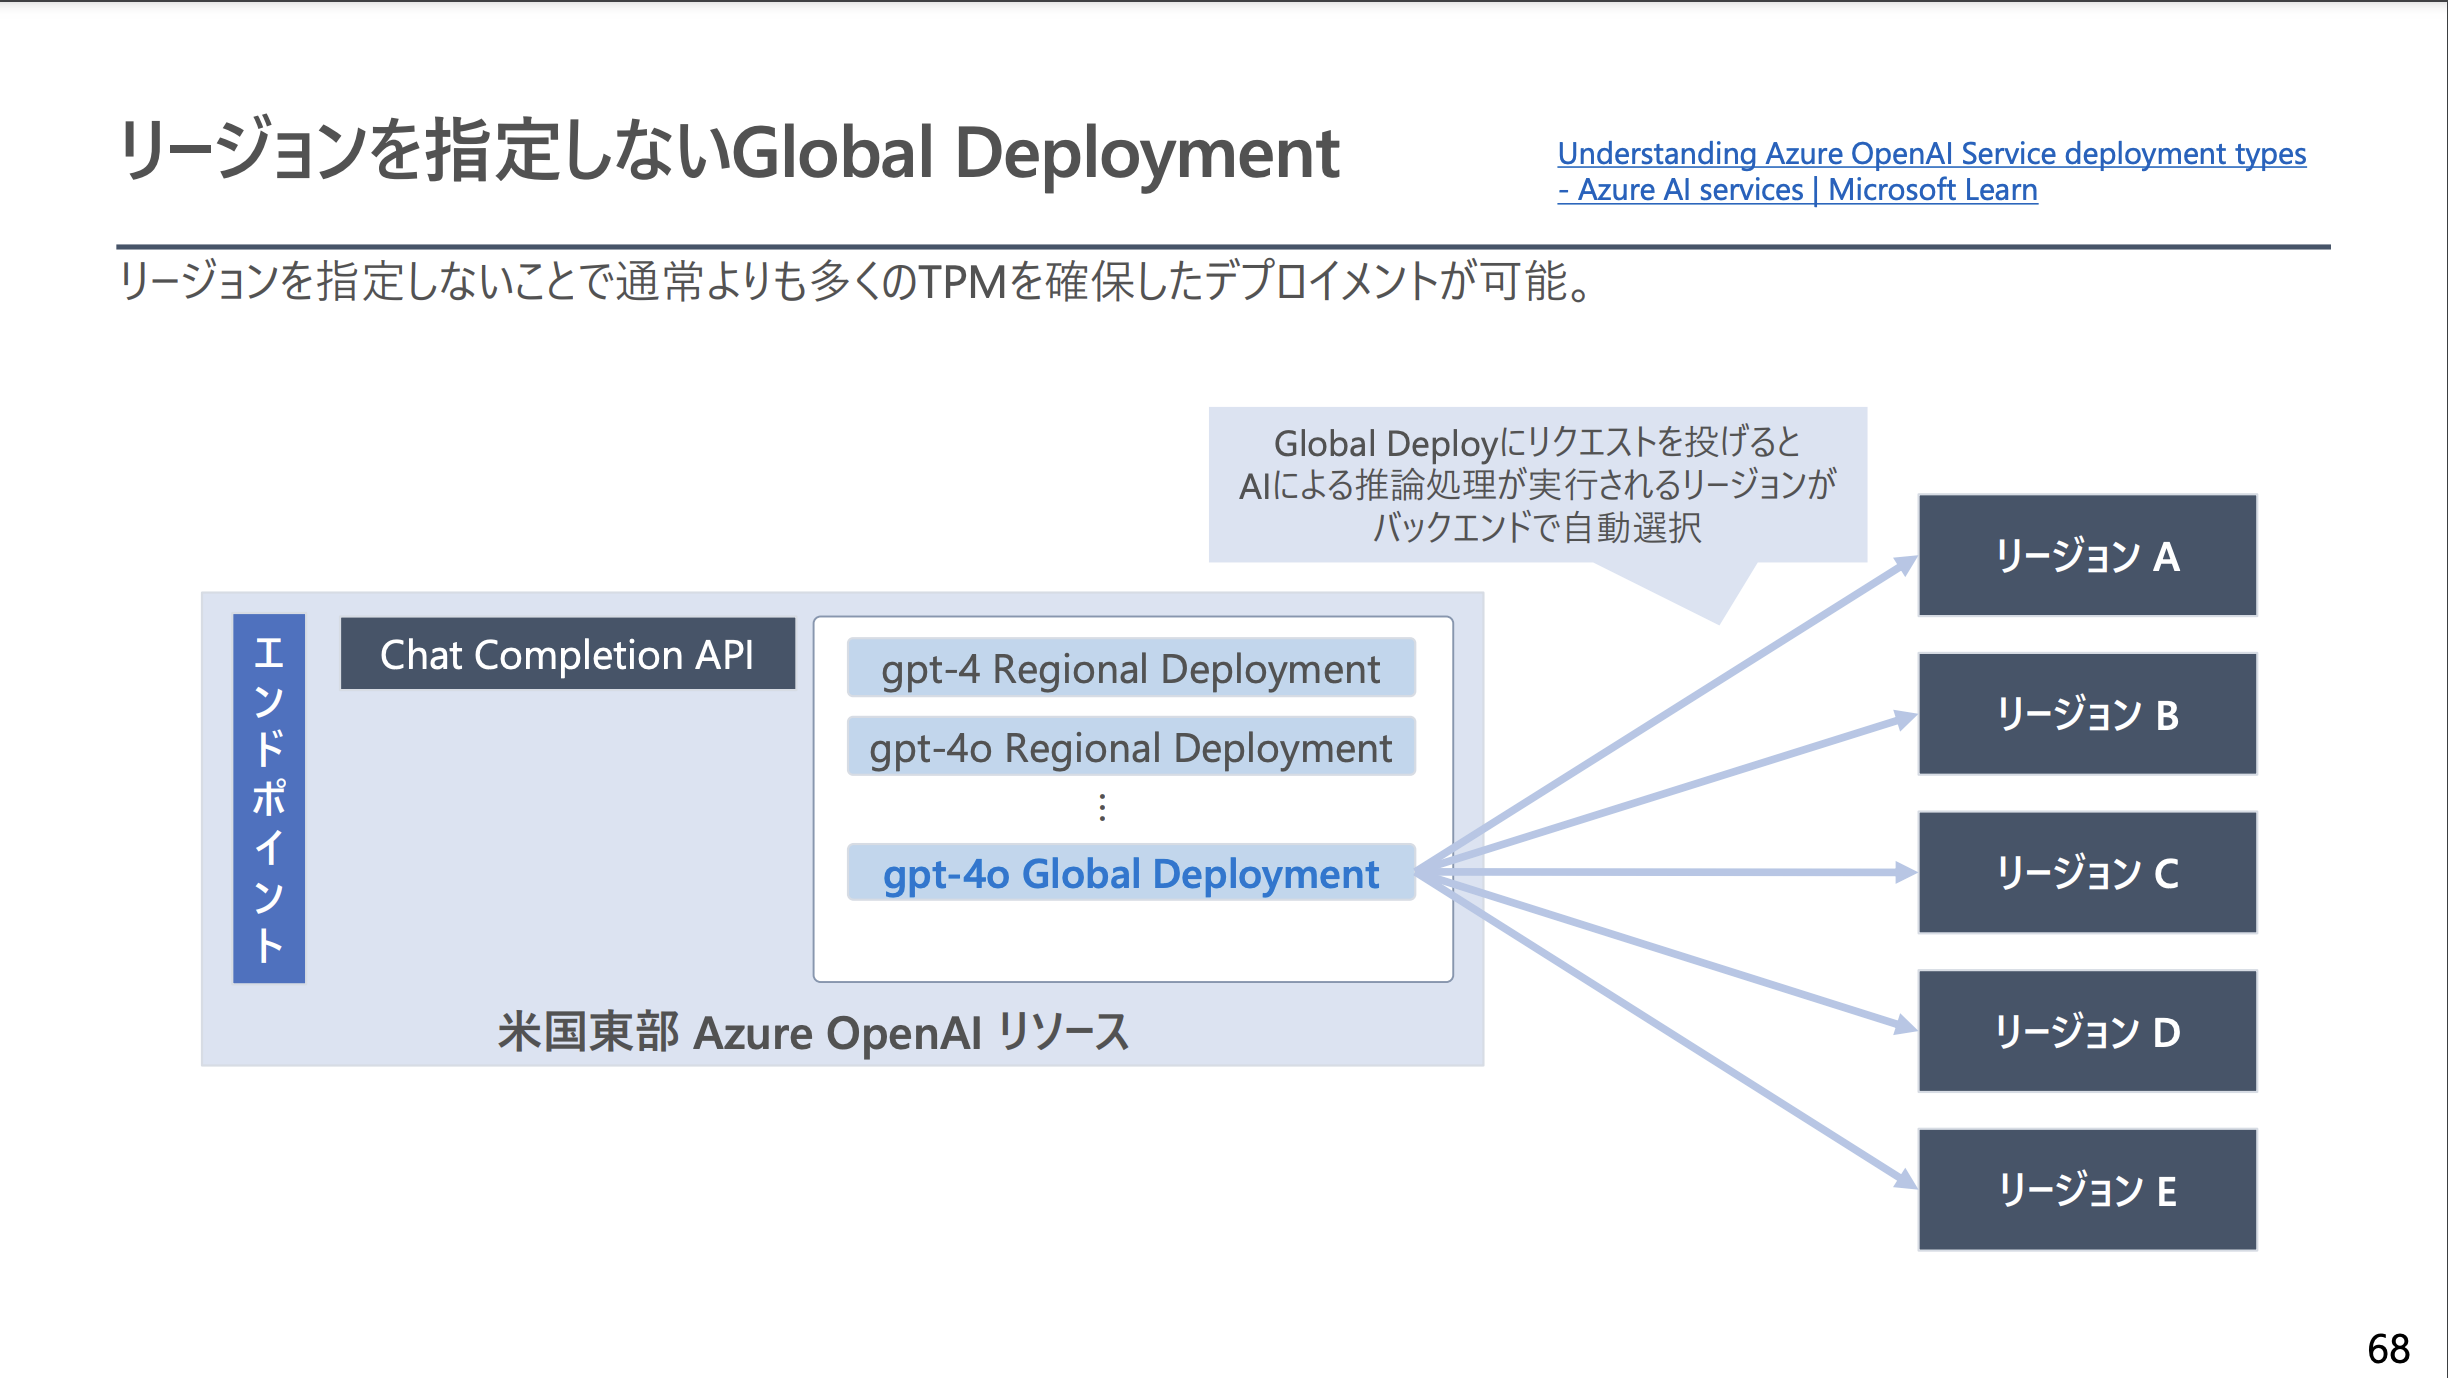 リージョンを指定しないGlobal Deployment
Understanding Azure OpenAI Service deployment types
- Azure AI services | Microsoft Learn
リージョンを指定しないことで通常よりも多くのTPMを確保したデプロイメントが可能。
Global Deployにリクエストを投げると
AIによる推論処理が実行されるリージョンが
バックエンドで自動選択
エンドポイント
Chat Completion API
gpt-4 Regional Deployment
gpt-4o Regional Deployment
⋮
gpt-4o Global Deployment
米国東部 Azure OpenAI リソース
リージョン A
リージョン B
リージョン C
リージョン D
リージョン E
68